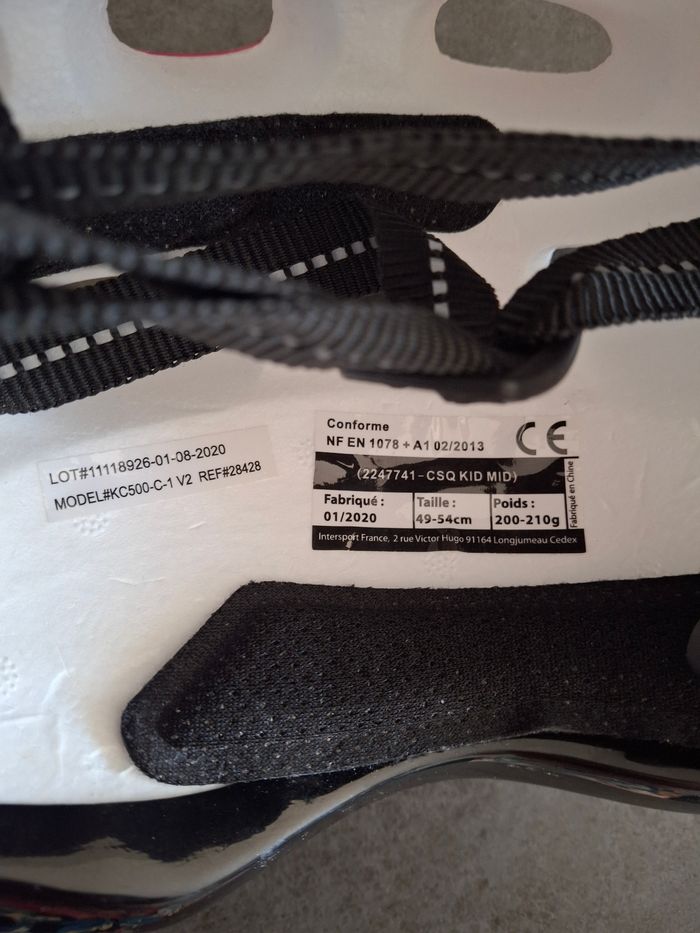 LOT#11118926-01-08-2020
MODEL#KC500-C-1 V2 REF#28428
Conforme
NF EN 1078 + A1 02/2013
CE
(2247741-CSQ KID MID)
Fabriqué :
01/2020
Taille :
49-54cm
Poids :
200-210g
Fabriqué en Chine
Intersport France, 2 rue Victor Hugo 91164 Longjumeau Cedex